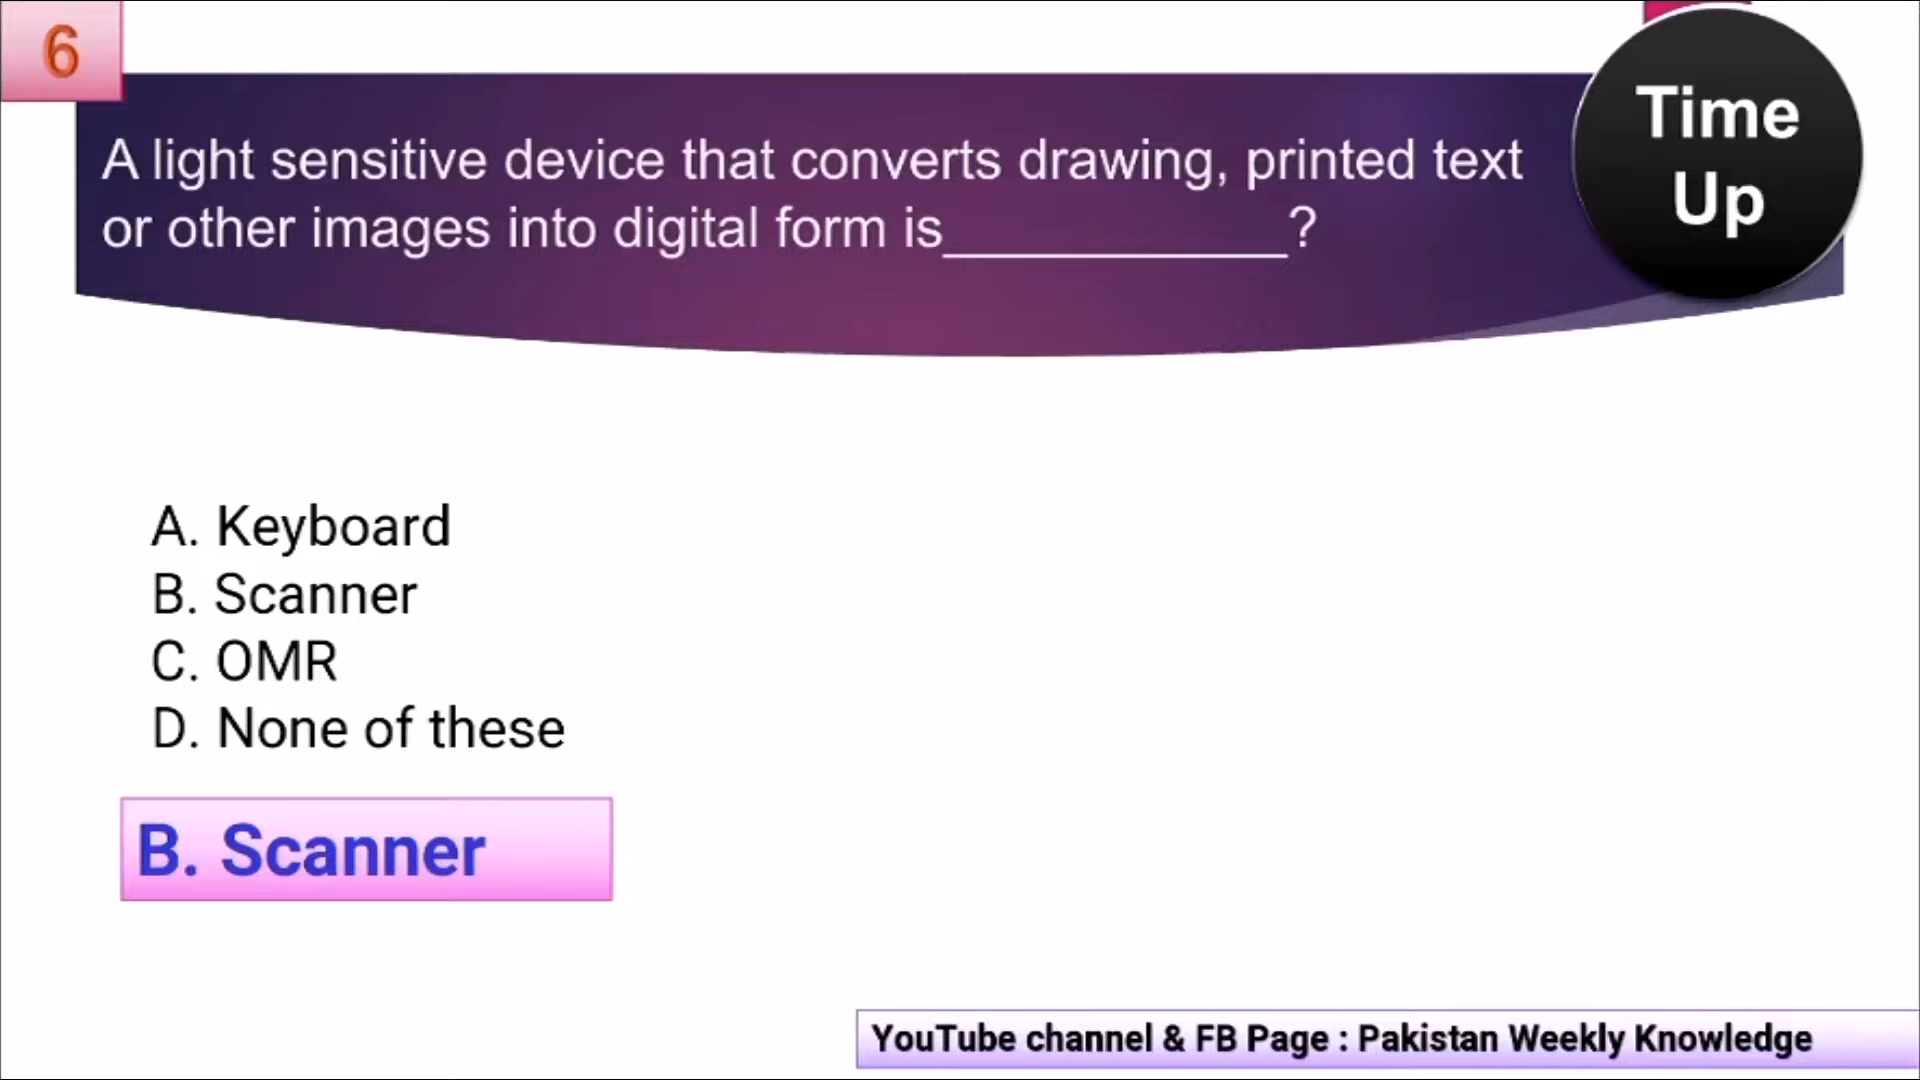 6
Time
Up
A light sensitive device that converts drawing, printed text
or other images into digital form is____________?
A. Keyboard
B. Scanner
C. OMR
D. None of these
B. Scanner
YouTube channel & FB Page : Pakistan Weekly Knowledge